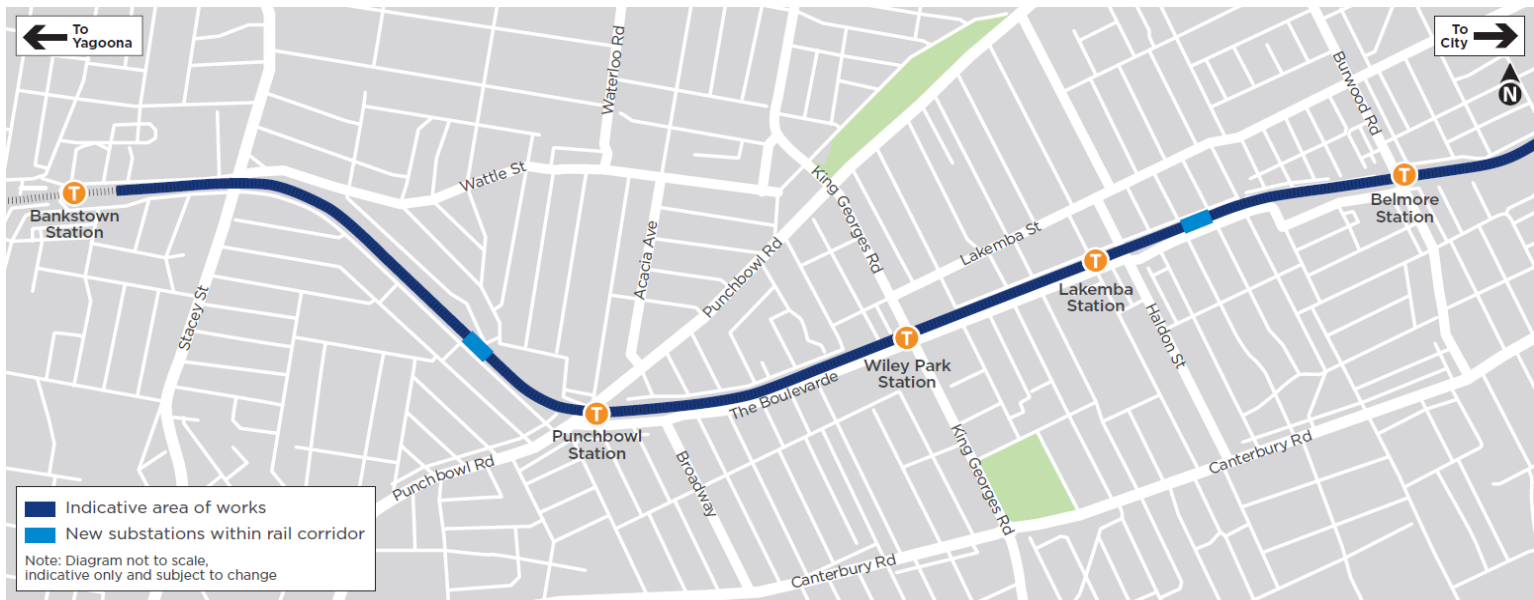 To
Yagoona
To
City
N
Waterloo Rd
Burwood Rd
Wattle St
King Georges Rd
T
Bankstown
Station
T
Belmore
Station
Stacey St
Acacia Ave
Punchbowl Rd
Lakemba St
T
Lakemba
Station
Haldon St
T
Wiley Park
Station
The Boulevarde
T
Punchbowl
Station
Punchbowl Rd
Broadway
King Georges Rd
Canterbury Rd
Canterbury Rd
Indicative area of works
New substations within rail corridor
Note: Diagram not to scale,
indicative only and subject to change